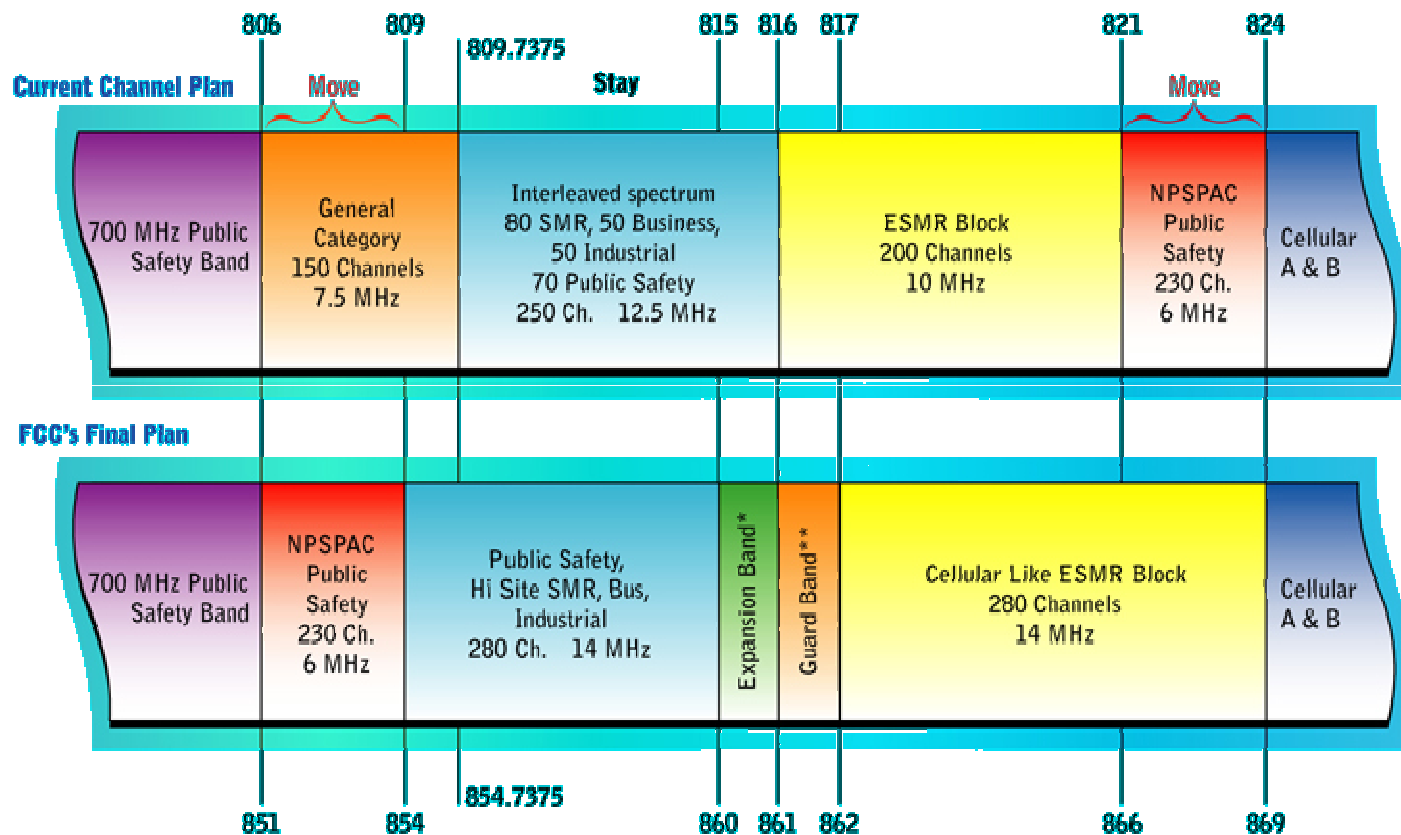 806
809
815
816
817
821
824
809.7375
Current Channel Plan
Move
Stay
Move
700 MHz Public
Safety Band
General
Category
150 Channels
7.5 MHz
Interleaved spectrum
80 SMR, 50 Business,
50 Industrial
70 Public Safety
250 Ch. 12.5 MHz
ESMR Block
200 Channels
10 MHz
NPSPAC
Public
Safety
230 Ch.
6 MHz
Cellular
A & B
FCC's Final Plan
700 MHz Public
Safety Band
NPSPAC
Public
Safety
230 Ch.
6 MHz
Public Safety,
Hi Site SMR, Bus,
Industrial
280 Ch. 14 MHz
Expansion Band*
Guard Band**
Cellular Like ESMR Block
280 Channels
14 MHz
Cellular
A & B
854.7375
851
854
860
861
862
866
869